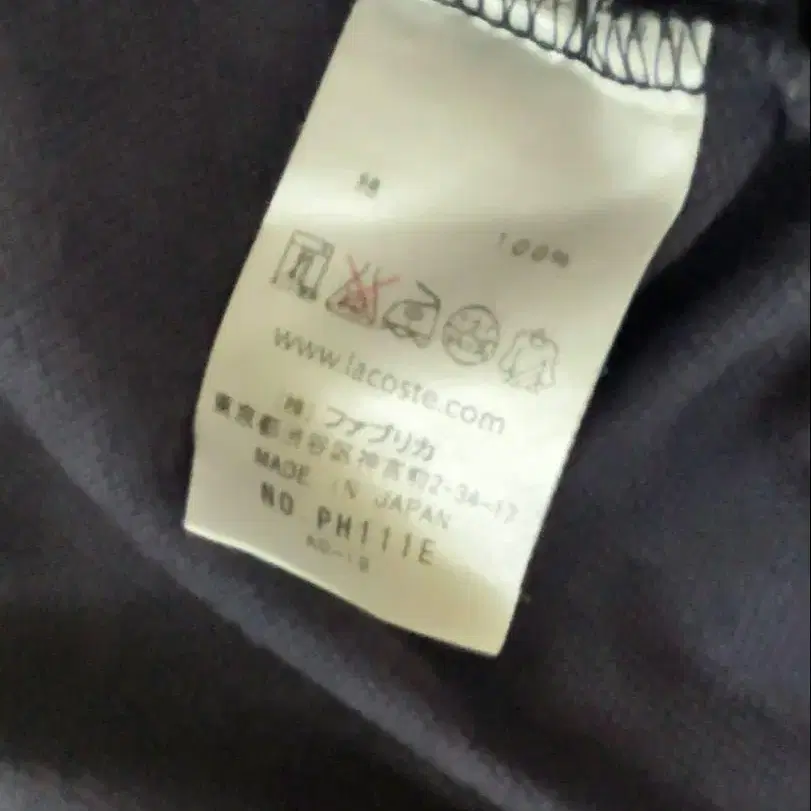 綿
100%
www.lacoste.com
(株) ファブリカ
東京都渋谷区神宮前2-34-17
MADE IN JAPAN
NO PH111E